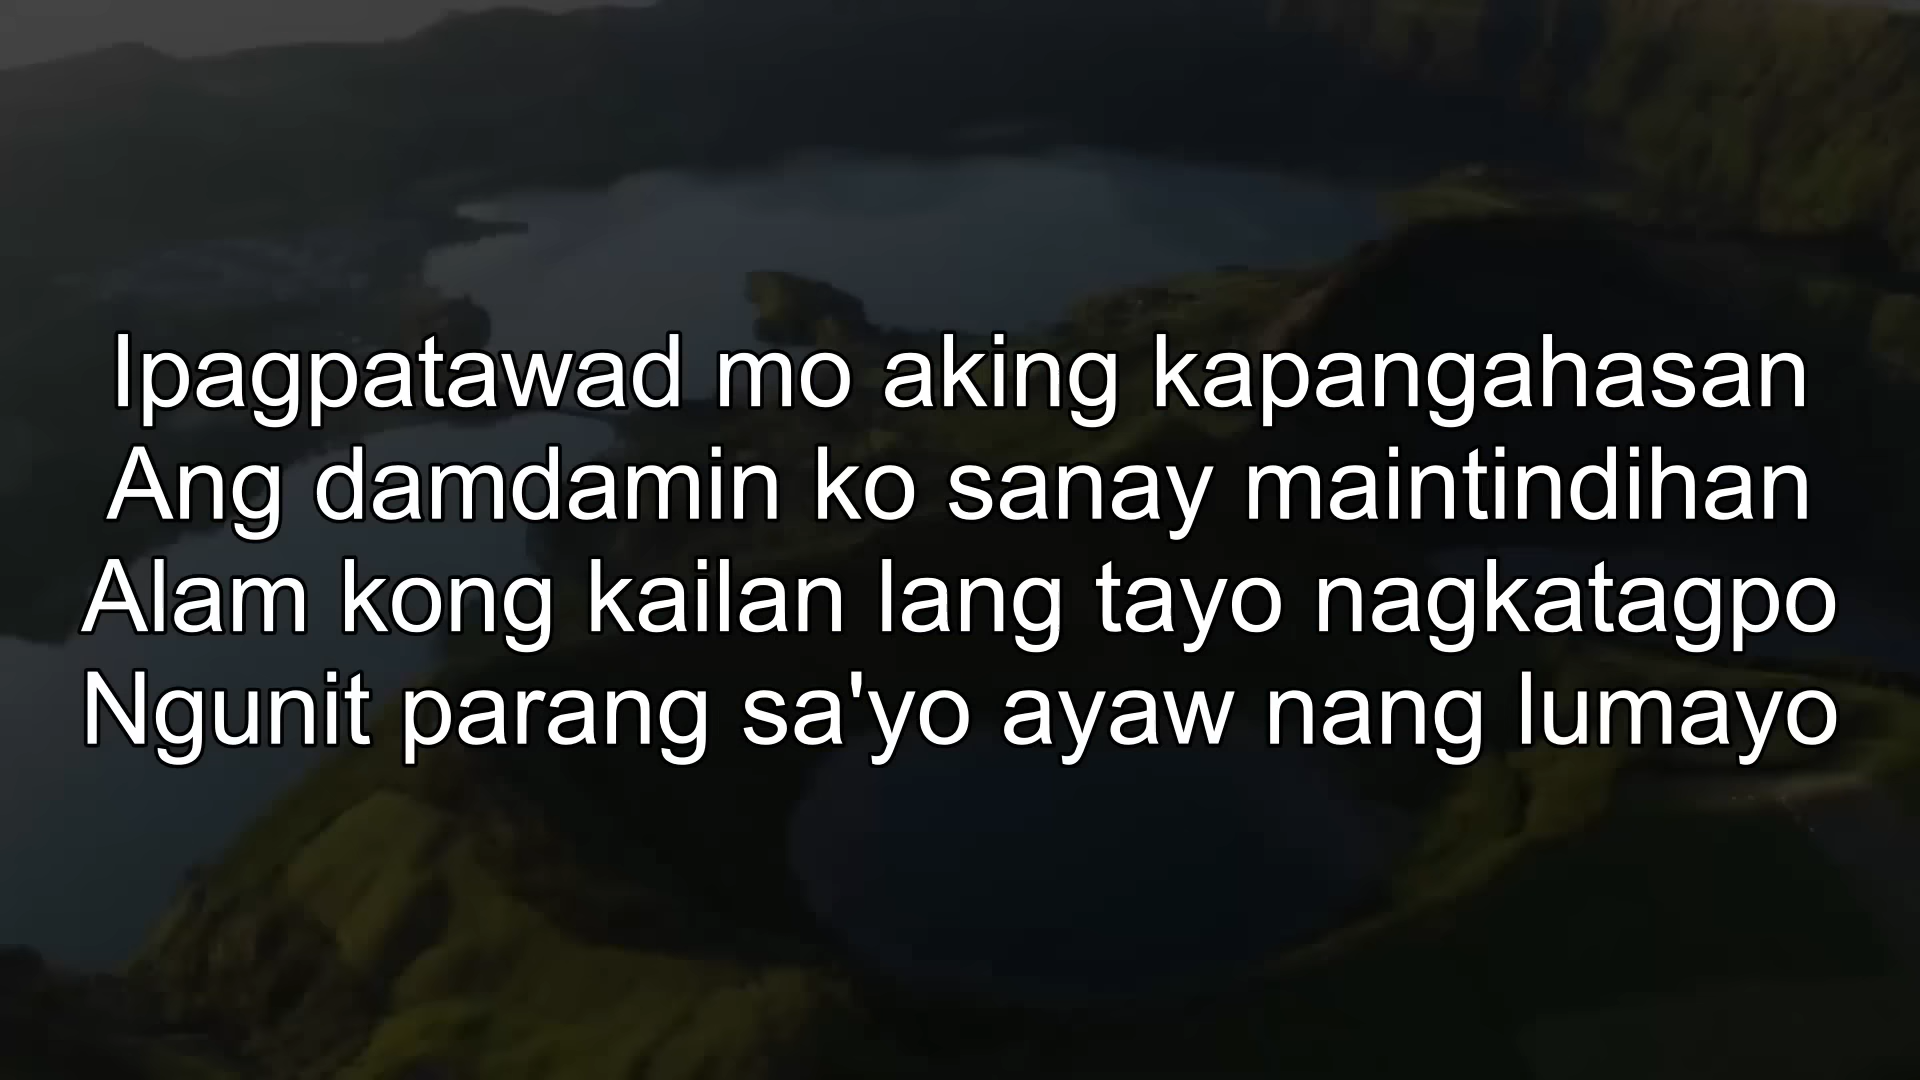 Ipagpatawad mo aking kapangahasan
Ang damdamin ko sanay maintindihan
Alam kong kailan lang tayo nagkatagpo
Ngunit parang sa'yo ayaw nang lumayo